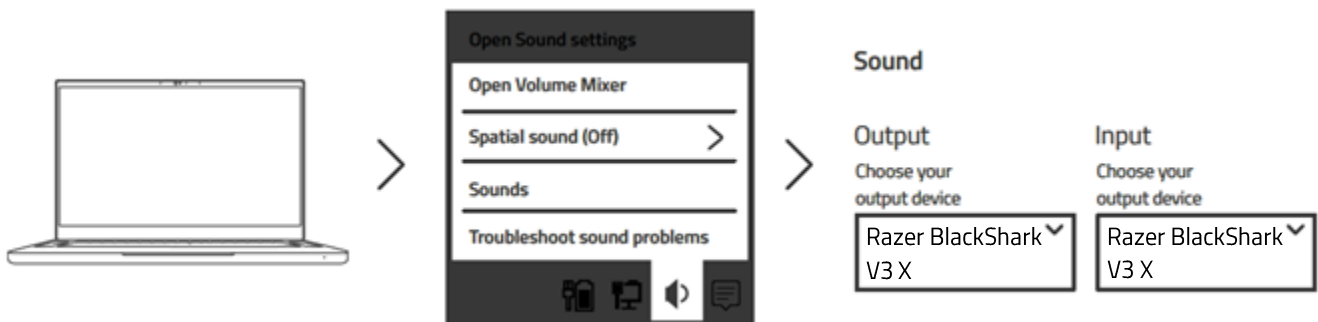 Open Sound settings
Open Volume Mixer
Spatial sound (Off)
Sounds
Troubleshoot sound problems
Sound
Output
Choose your
output device
Razer BlackShark
V3 X
Input
Choose your
output device
Razer BlackShark
V3 X